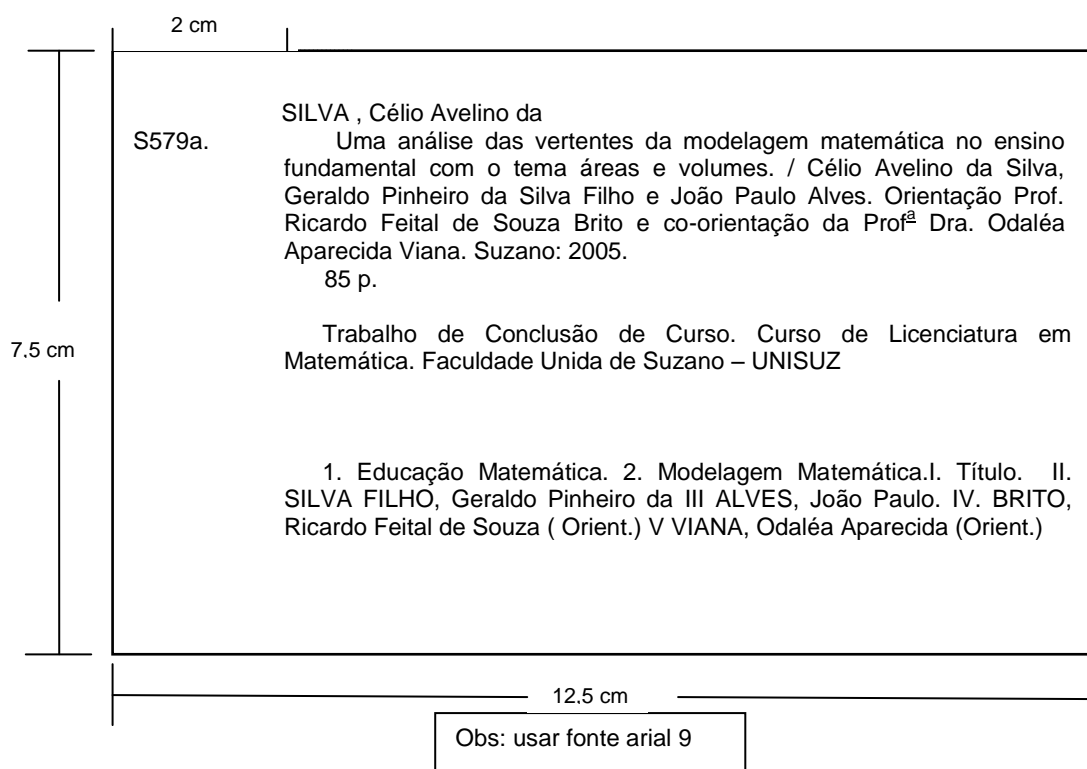 2 cm
SILVA , Célio Avelino da
S579a. Uma análise das vertentes da modelagem matemática no ensino
fundamental com o tema áreas e volumes. / Célio Avelino da Silva,
Geraldo Pinheiro da Silva Filho e João Paulo Alves. Orientação Prof.
Ricardo Feital de Souza Brito e co-orientação da Profª Dra. Odaléa
Aparecida Viana. Suzano: 2005.
85 p.
Trabalho de Conclusão de Curso. Curso de Licenciatura em
Matemática. Faculdade Unida de Suzano – UNISUZ
7,5 cm
1. Educação Matemática. 2. Modelagem Matemática.I. Título. II.
SILVA FILHO, Geraldo Pinheiro da III ALVES, João Paulo. IV. BRITO,
Ricardo Feital de Souza ( Orient.) V VIANA, Odaléa Aparecida (Orient.)
12,5 cm
Obs: usar fonte arial 9